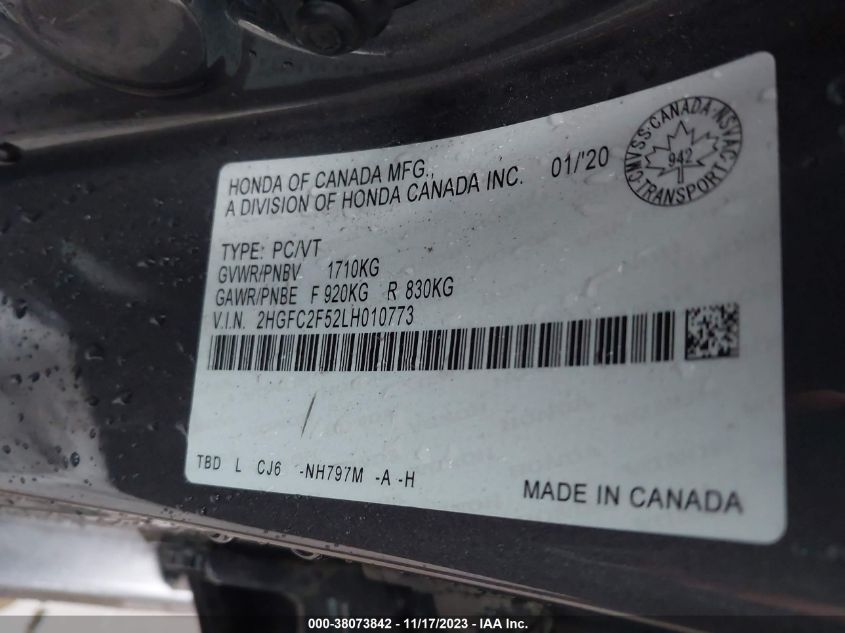 HONDA OF CANADA MFG., 01/'20
A DIVISION OF HONDA CANADA INC.
CMVSS·CANADA·NSVAC·TRANSPORT
942
TYPE: PC/VT
GVWR/PNBV 1710KG
GAWR/PNBE F 920KG R 830KG
V.I.N. 2HGFC2F52LH010773
TBD L CJ6 -NH797M -A -H
MADE IN CANADA
000-38073842 - 11/17/2023 - IAA Inc.